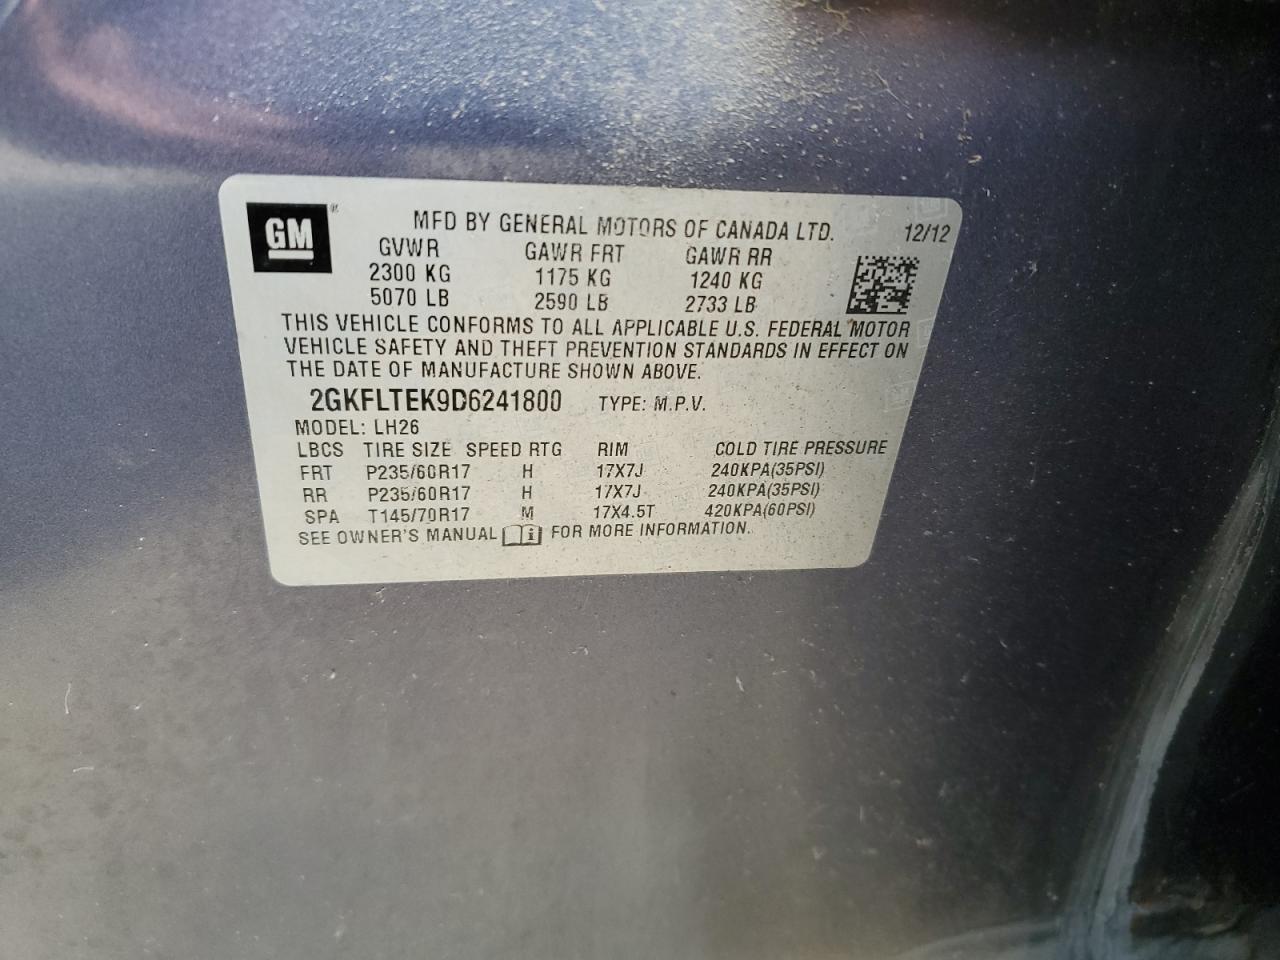 GM®
MFD BY GENERAL MOTORS OF CANADA LTD. 12/12
GVWR GAWR FRT GAWR RR
2300 KG 1175 KG 1240 KG
5070 LB 2590 LB 2733 LB
THIS VEHICLE CONFORMS TO ALL APPLICABLE U.S. FEDERAL MOTOR
VEHICLE SAFETY AND THEFT PREVENTION STANDARDS IN EFFECT ON
THE DATE OF MANUFACTURE SHOWN ABOVE.
2GKFLTEK9D6241800 TYPE: M.P.V.
MODEL: LH26
LBCS TIRE SIZE SPEED RTG RIM COLD TIRE PRESSURE
FRT P235/60R17 H 17X7J 240KPA(35PSI)
RR P235/60R17 H 17X7J 240KPA(35PSI)
SPA T145/70R17 M 17X4.5T 420KPA(60PSI)
SEE OWNER'S MANUAL i FOR MORE INFORMATION.